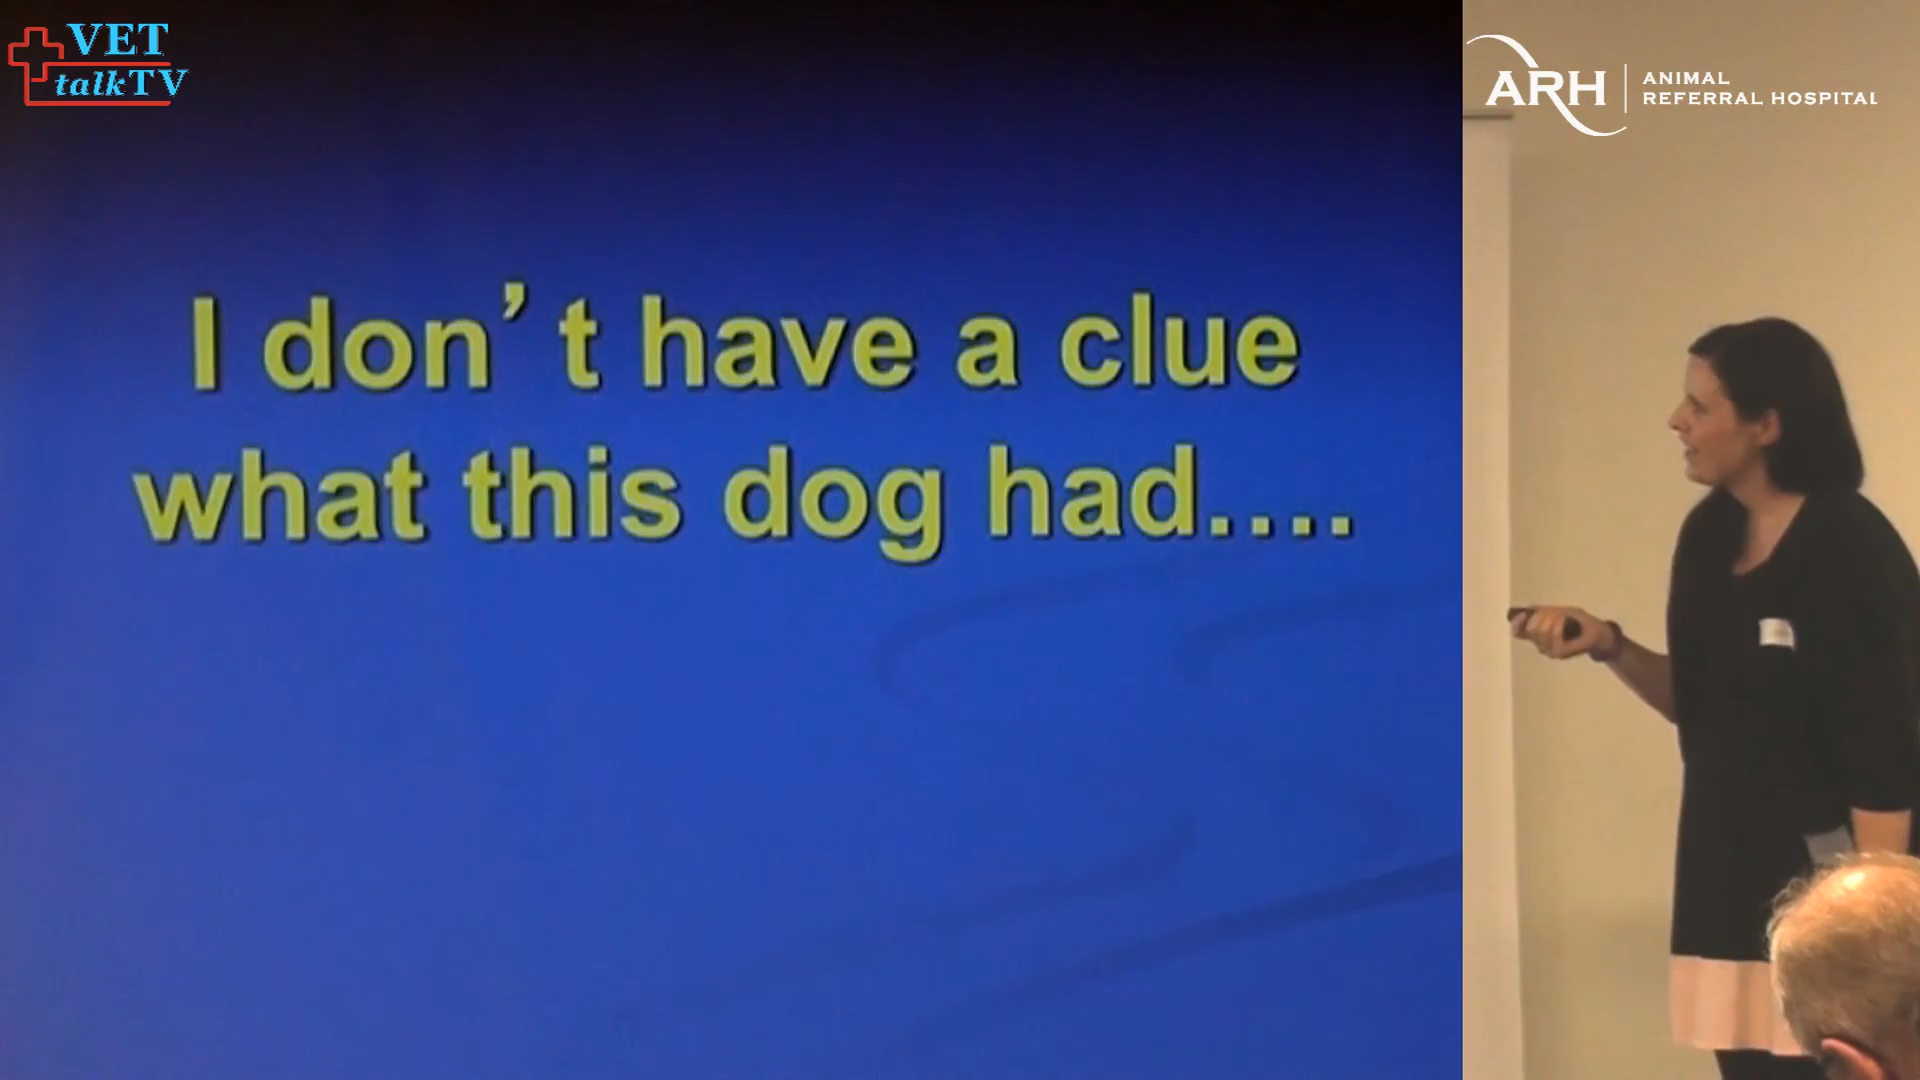 VET
talkTV
ARH
ANIMAL
REFERRAL HOSPITAL
I don’t have a clue
what this dog had....